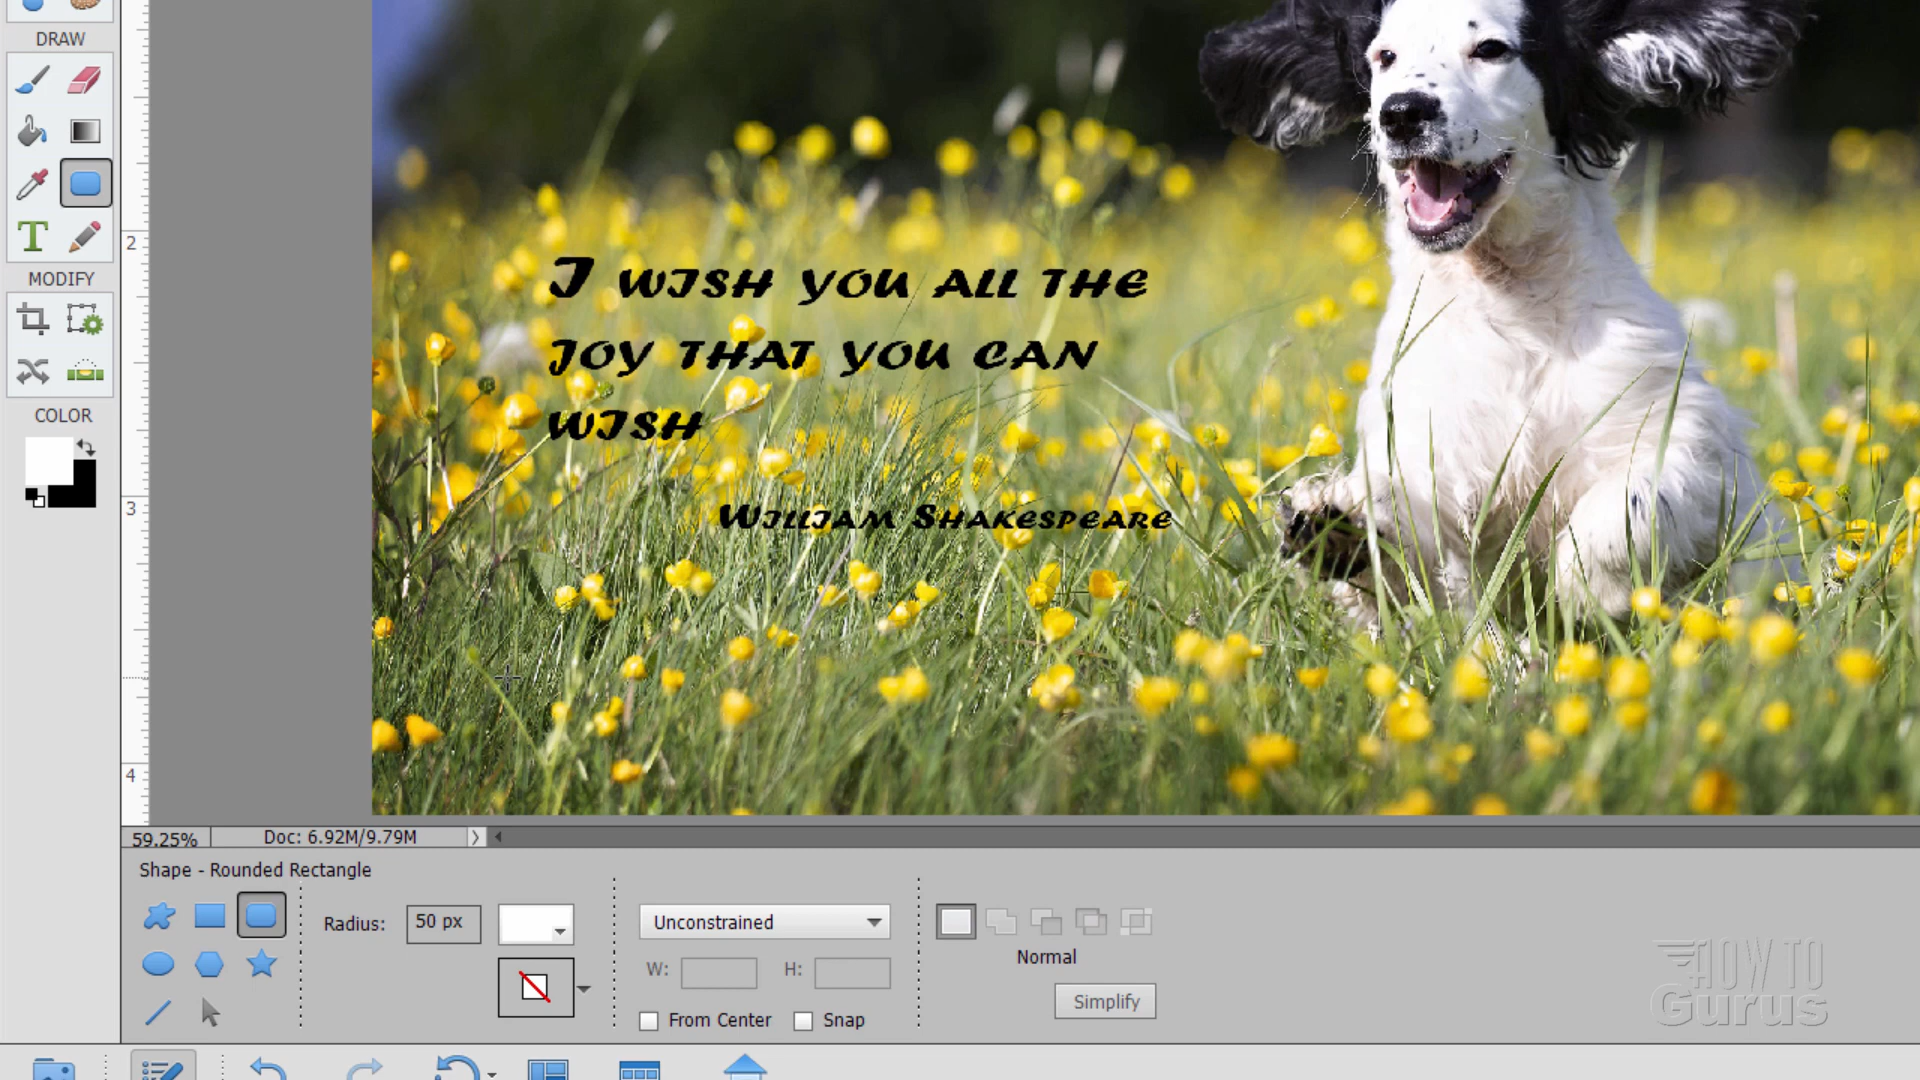 DRAW
I WISH YOU ALL THE
JOY THAT YOU CAN
WISH
WILLIAM SHAKESPEARE
T
MODIFY
COLOR
2
3
4
59.25%
Doc: 6.92M/9.79M
Shape - Rounded Rectangle
Radius: 50 px
Unconstrained
W:
H:
From Center
Snap
Normal
Simplify
HOW TO
Gurus